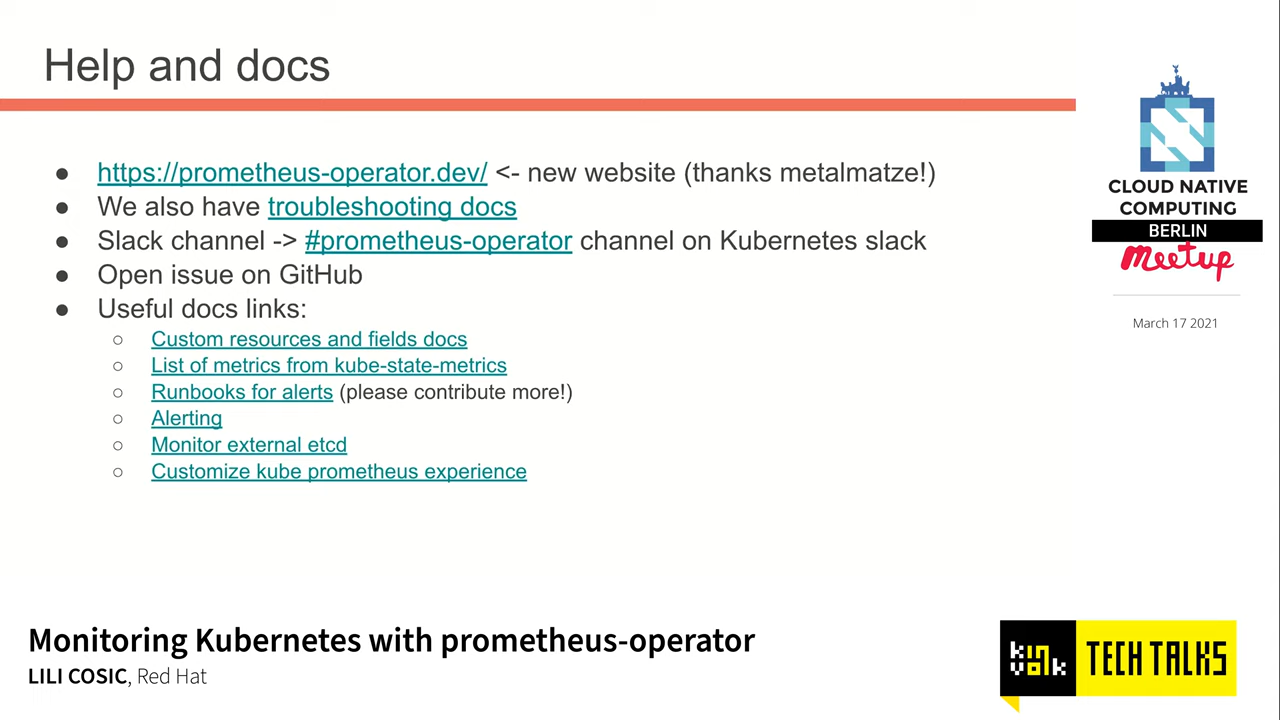 Help and docs
● https://prometheus-operator.dev/ <- new website (thanks metalmatze!)
● We also have troubleshooting docs
● Slack channel -> #prometheus-operator channel on Kubernetes slack
● Open issue on GitHub
● Useful docs links:
○ Custom resources and fields docs
○ List of metrics from kube-state-metrics
○ Runbooks for alerts (please contribute more!)
○ Alerting
○ Monitor external etcd
○ Customize kube prometheus experience
CLOUD NATIVE
COMPUTING
BERLIN
Meetup
March 17 2021
Monitoring Kubernetes with prometheus-operator
LILI COSIC, Red Hat
kinvolk
TECH TALKS